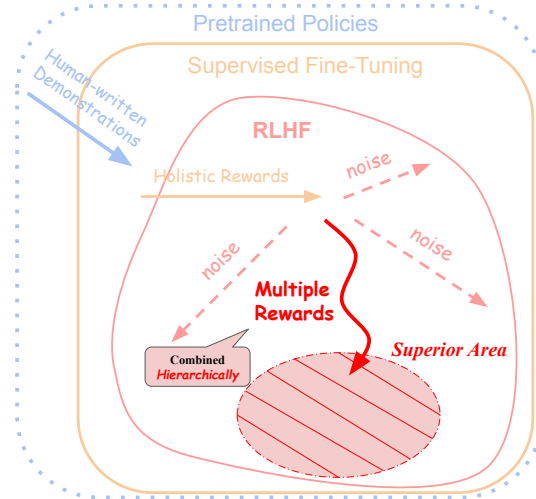 Pretrained Policies
Supervised Fine-Tuning
Human-written
Demonstrations
RLHF
Holistic Rewards
noise
noise
noise
Multiple
Rewards
Combined
Hierarchically
Superior Area